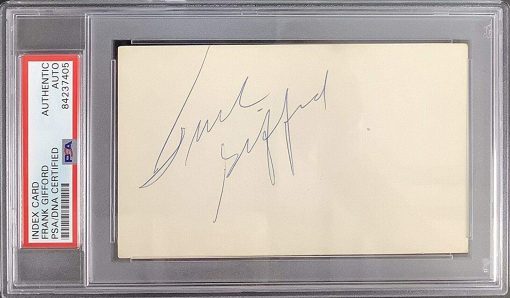 INDEX CARD
FRANK GIFFORD
PSA/DNA CERTIFIED
AUTHENTIC
AUTO
84237405
PSA
Frank
Gifford